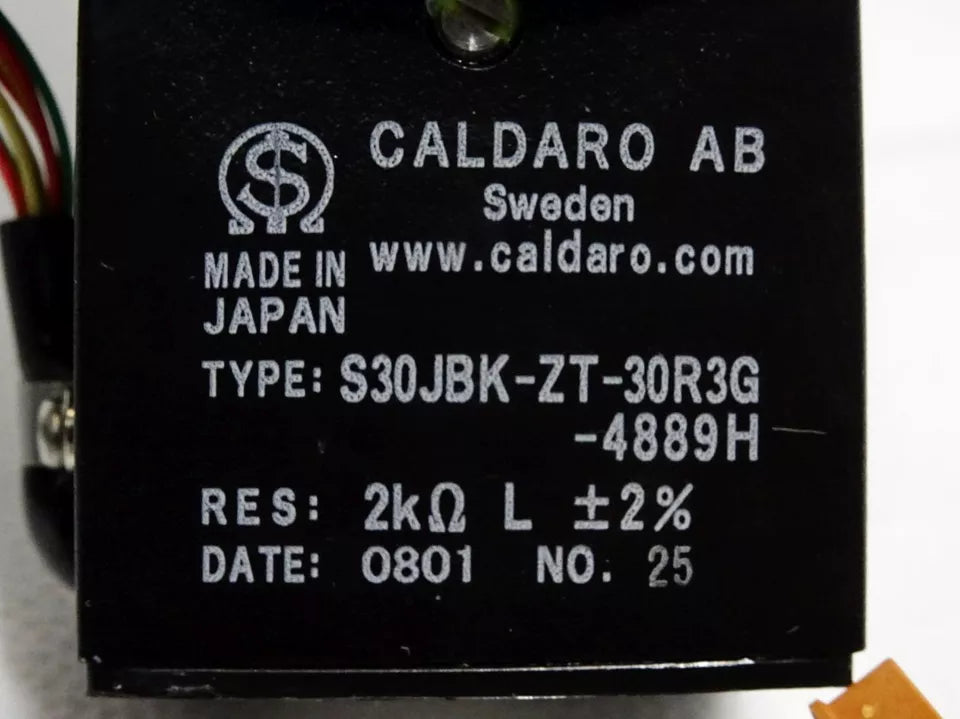 CALDARO AB
Sweden
www.caldaro.com
MADE IN
JAPAN
TYPE: S30JBK-ZT-30R3G
-4889H
RES: 2kΩ L ±2%
DATE: 0801 NO. 25